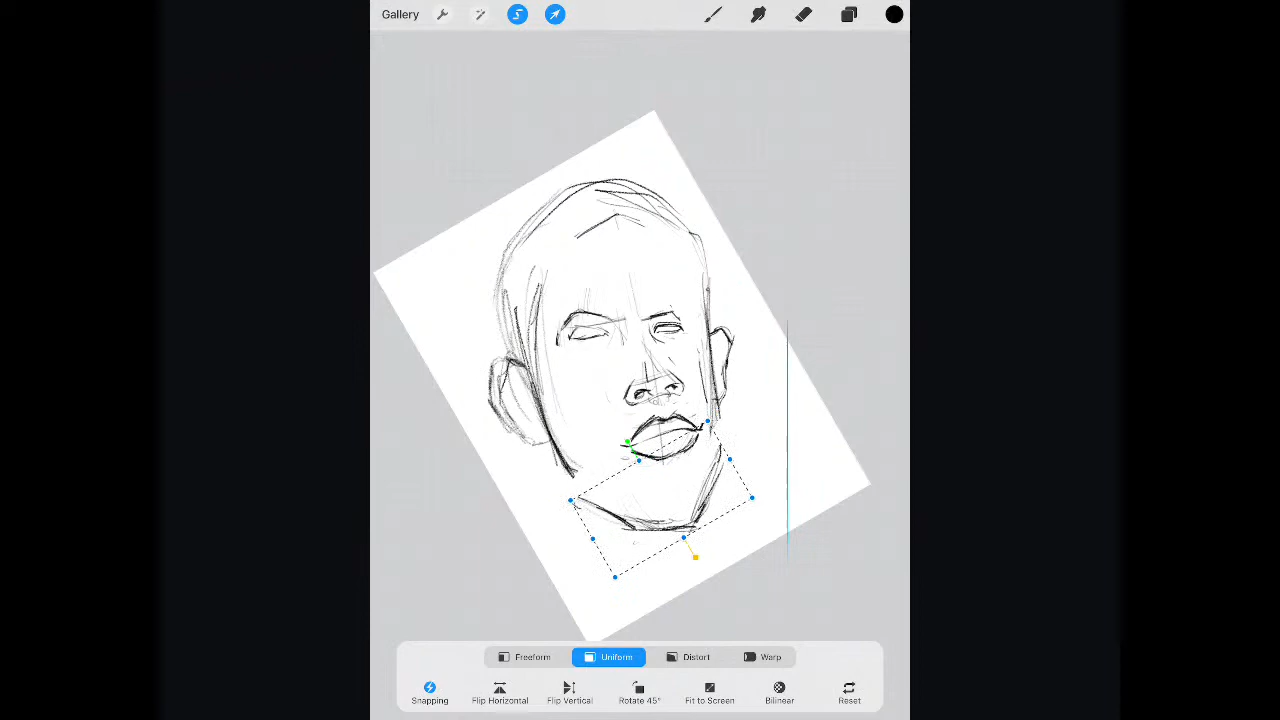 Gallery
Freeform Uniform Distort Warp
Snapping Flip Horizontal Flip Vertical Rotate 45° Fit to Screen Bilinear Reset